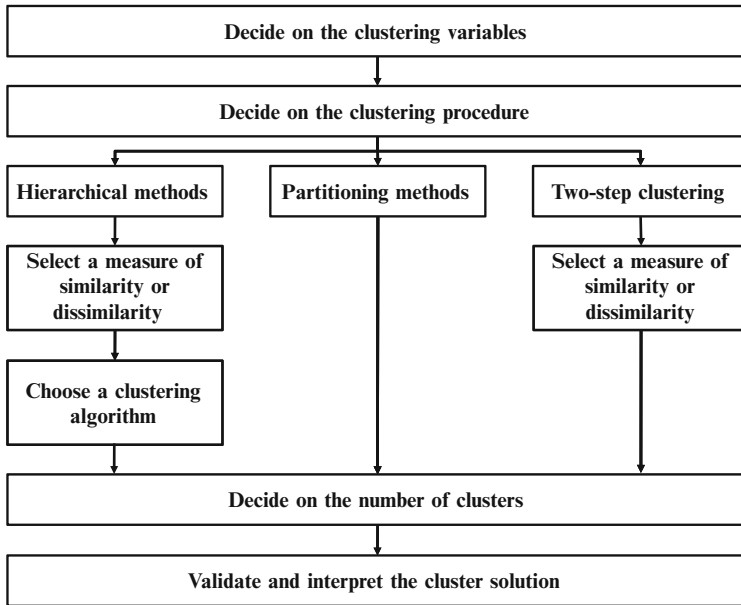 Decide on the clustering variables
Decide on the clustering procedure
Hierarchical methods
Partitioning methods
Two-step clustering
Select a measure of
similarity or
dissimilarity
Select a measure of
similarity or
dissimilarity
Choose a clustering
algorithm
Decide on the number of clusters
Validate and interpret the cluster solution